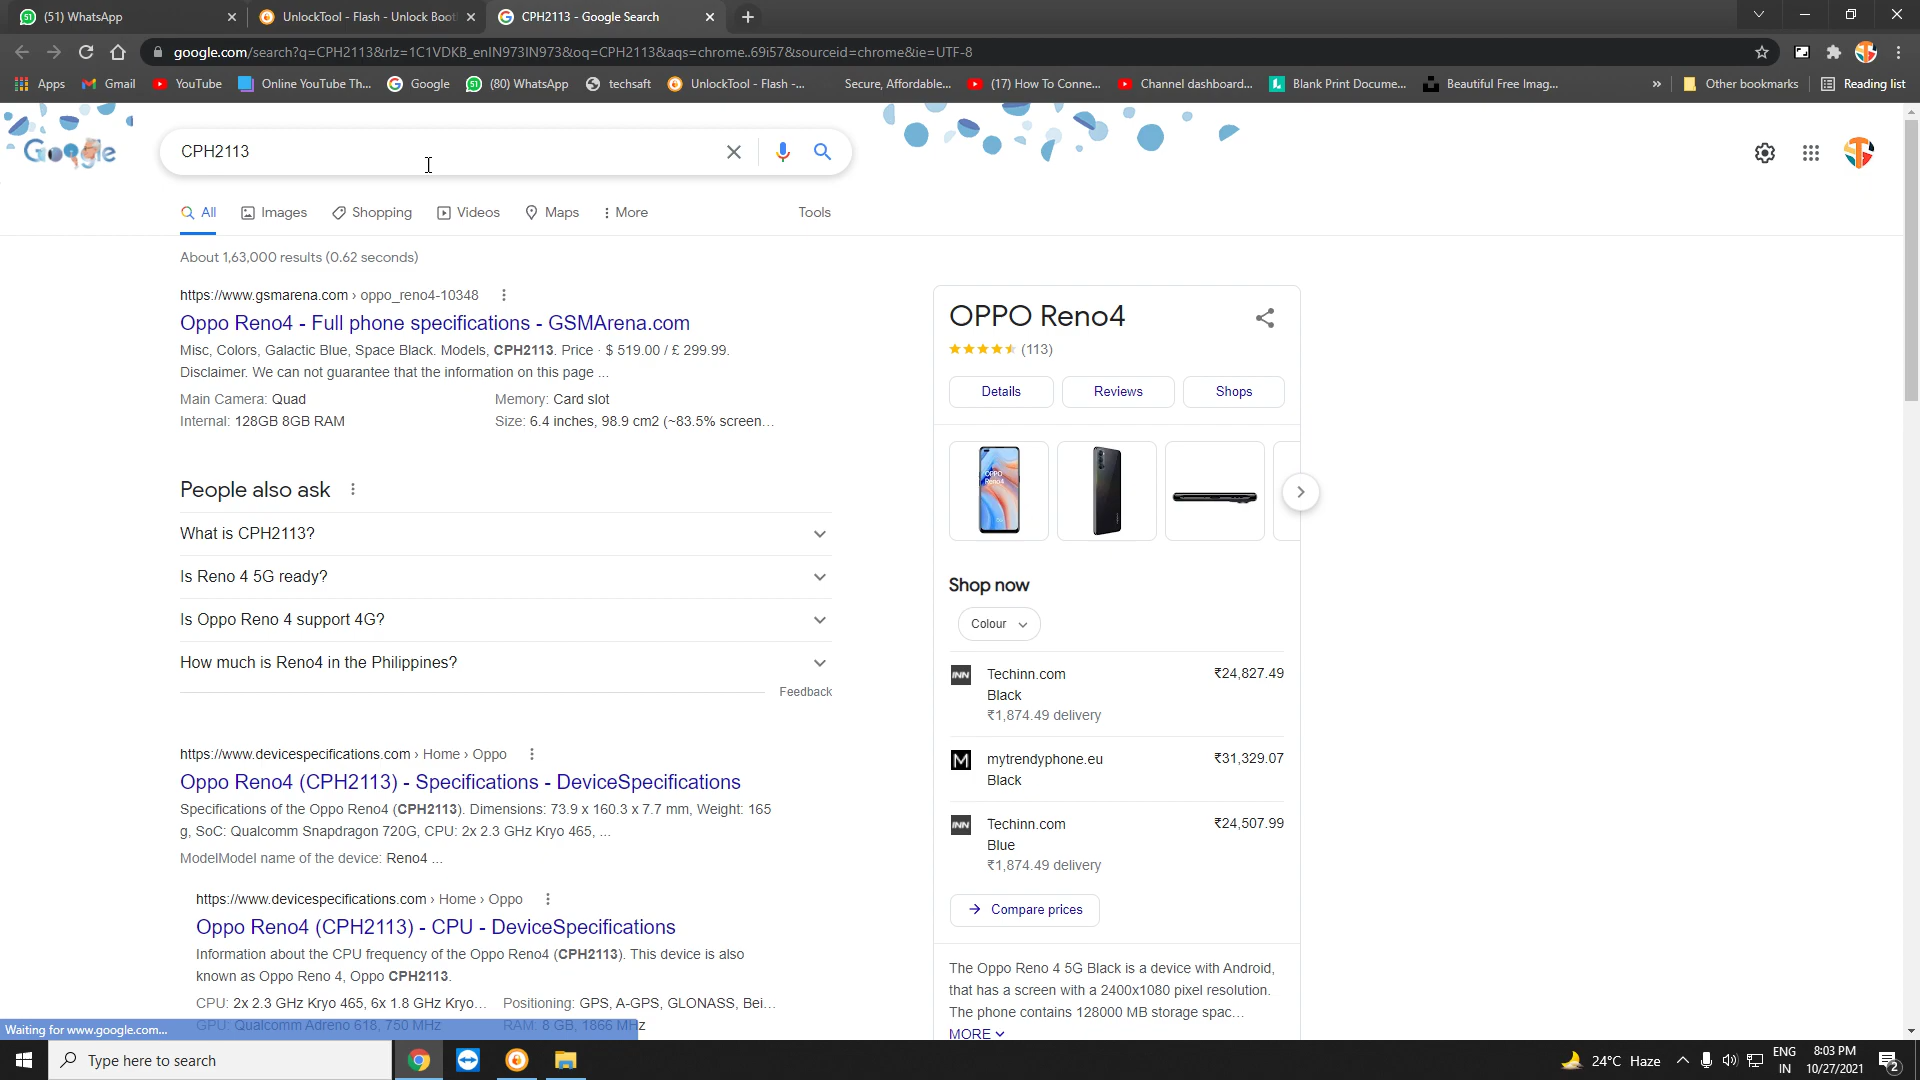 (51) WhatsApp
UnlockTool - Flash - Unlock Boot
CPH2113 - Google Search
google.com/search?q=CPH2113&rlz=1C1VDKB_enIN973IN973&oq=CPH2113&aqs=chrome..69i57&sourceid=chrome&ie=UTF-8
Apps
Gmail
YouTube
Online YouTube Th...
Google
(80) WhatsApp
techsaft
UnlockTool - Flash -...
Secure, Affordable...
(17) How To Conne...
Channel dashboard...
Blank Print Docume...
Beautiful Free Imag...
»
Other bookmarks
Reading list
Google
CPH2113
All
Images
Shopping
Videos
Maps
More
Tools
About 1,63,000 results (0.62 seconds)
https://www.gsmarena.com › oppo_reno4-10348
Oppo Reno4 - Full phone specifications - GSMArena.com
Misc, Colors, Galactic Blue, Space Black. Models, CPH2113. Price · $ 519.00 / £ 299.99.
Disclaimer. We can not guarantee that the information on this page ...
Main Camera: Quad
Memory: Card slot
Internal: 128GB 8GB RAM
Size: 6.4 inches, 98.9 cm2 (~83.5% screen...
People also ask
What is CPH2113?
Is Reno 4 5G ready?
Is Oppo Reno 4 support 4G?
How much is Reno4 in the Philippines?
Feedback
https://www.devicespecifications.com › Home › Oppo
Oppo Reno4 (CPH2113) - Specifications - DeviceSpecifications
Specifications of the Oppo Reno4 (CPH2113). Dimensions: 73.9 x 160.3 x 7.7 mm, Weight: 165
g, SoC: Qualcomm Snapdragon 720G, CPU: 2x 2.3 GHz Kryo 465, ...
ModelModel name of the device: Reno4 ...
https://www.devicespecifications.com › Home › Oppo
Oppo Reno4 (CPH2113) - CPU - DeviceSpecifications
Information about the CPU frequency of the Oppo Reno4 (CPH2113). This device is also
known as Oppo Reno 4, Oppo CPH2113.
CPU: 2x 2.3 GHz Kryo 465, 6x 1.8 GHz Kryo...
Positioning: GPS, A-GPS, GLONASS, Bei...
GPU: Qualcomm Adreno 618, 750 MHz
RAM: 8 GB, 1866 MHz
Waiting for www.google.com...
OPPO Reno4
(113)
Details
Reviews
Shops
OPPO
Reno4
Shop now
Colour
INN
Techinn.com
₹24,827.49
Black
₹1,874.49 delivery
M
mytrendyphone.eu
₹31,329.07
Black
INN
Techinn.com
₹24,507.99
Blue
₹1,874.49 delivery
Compare prices
The Oppo Reno 4 5G Black is a device with Android,
that has a screen with a 2400x1080 pixel resolution.
The phone contains 128000 MB storage spac...
MORE
Type here to search
24°C Haze
ENG
IN
8:03 PM
10/27/2021
2